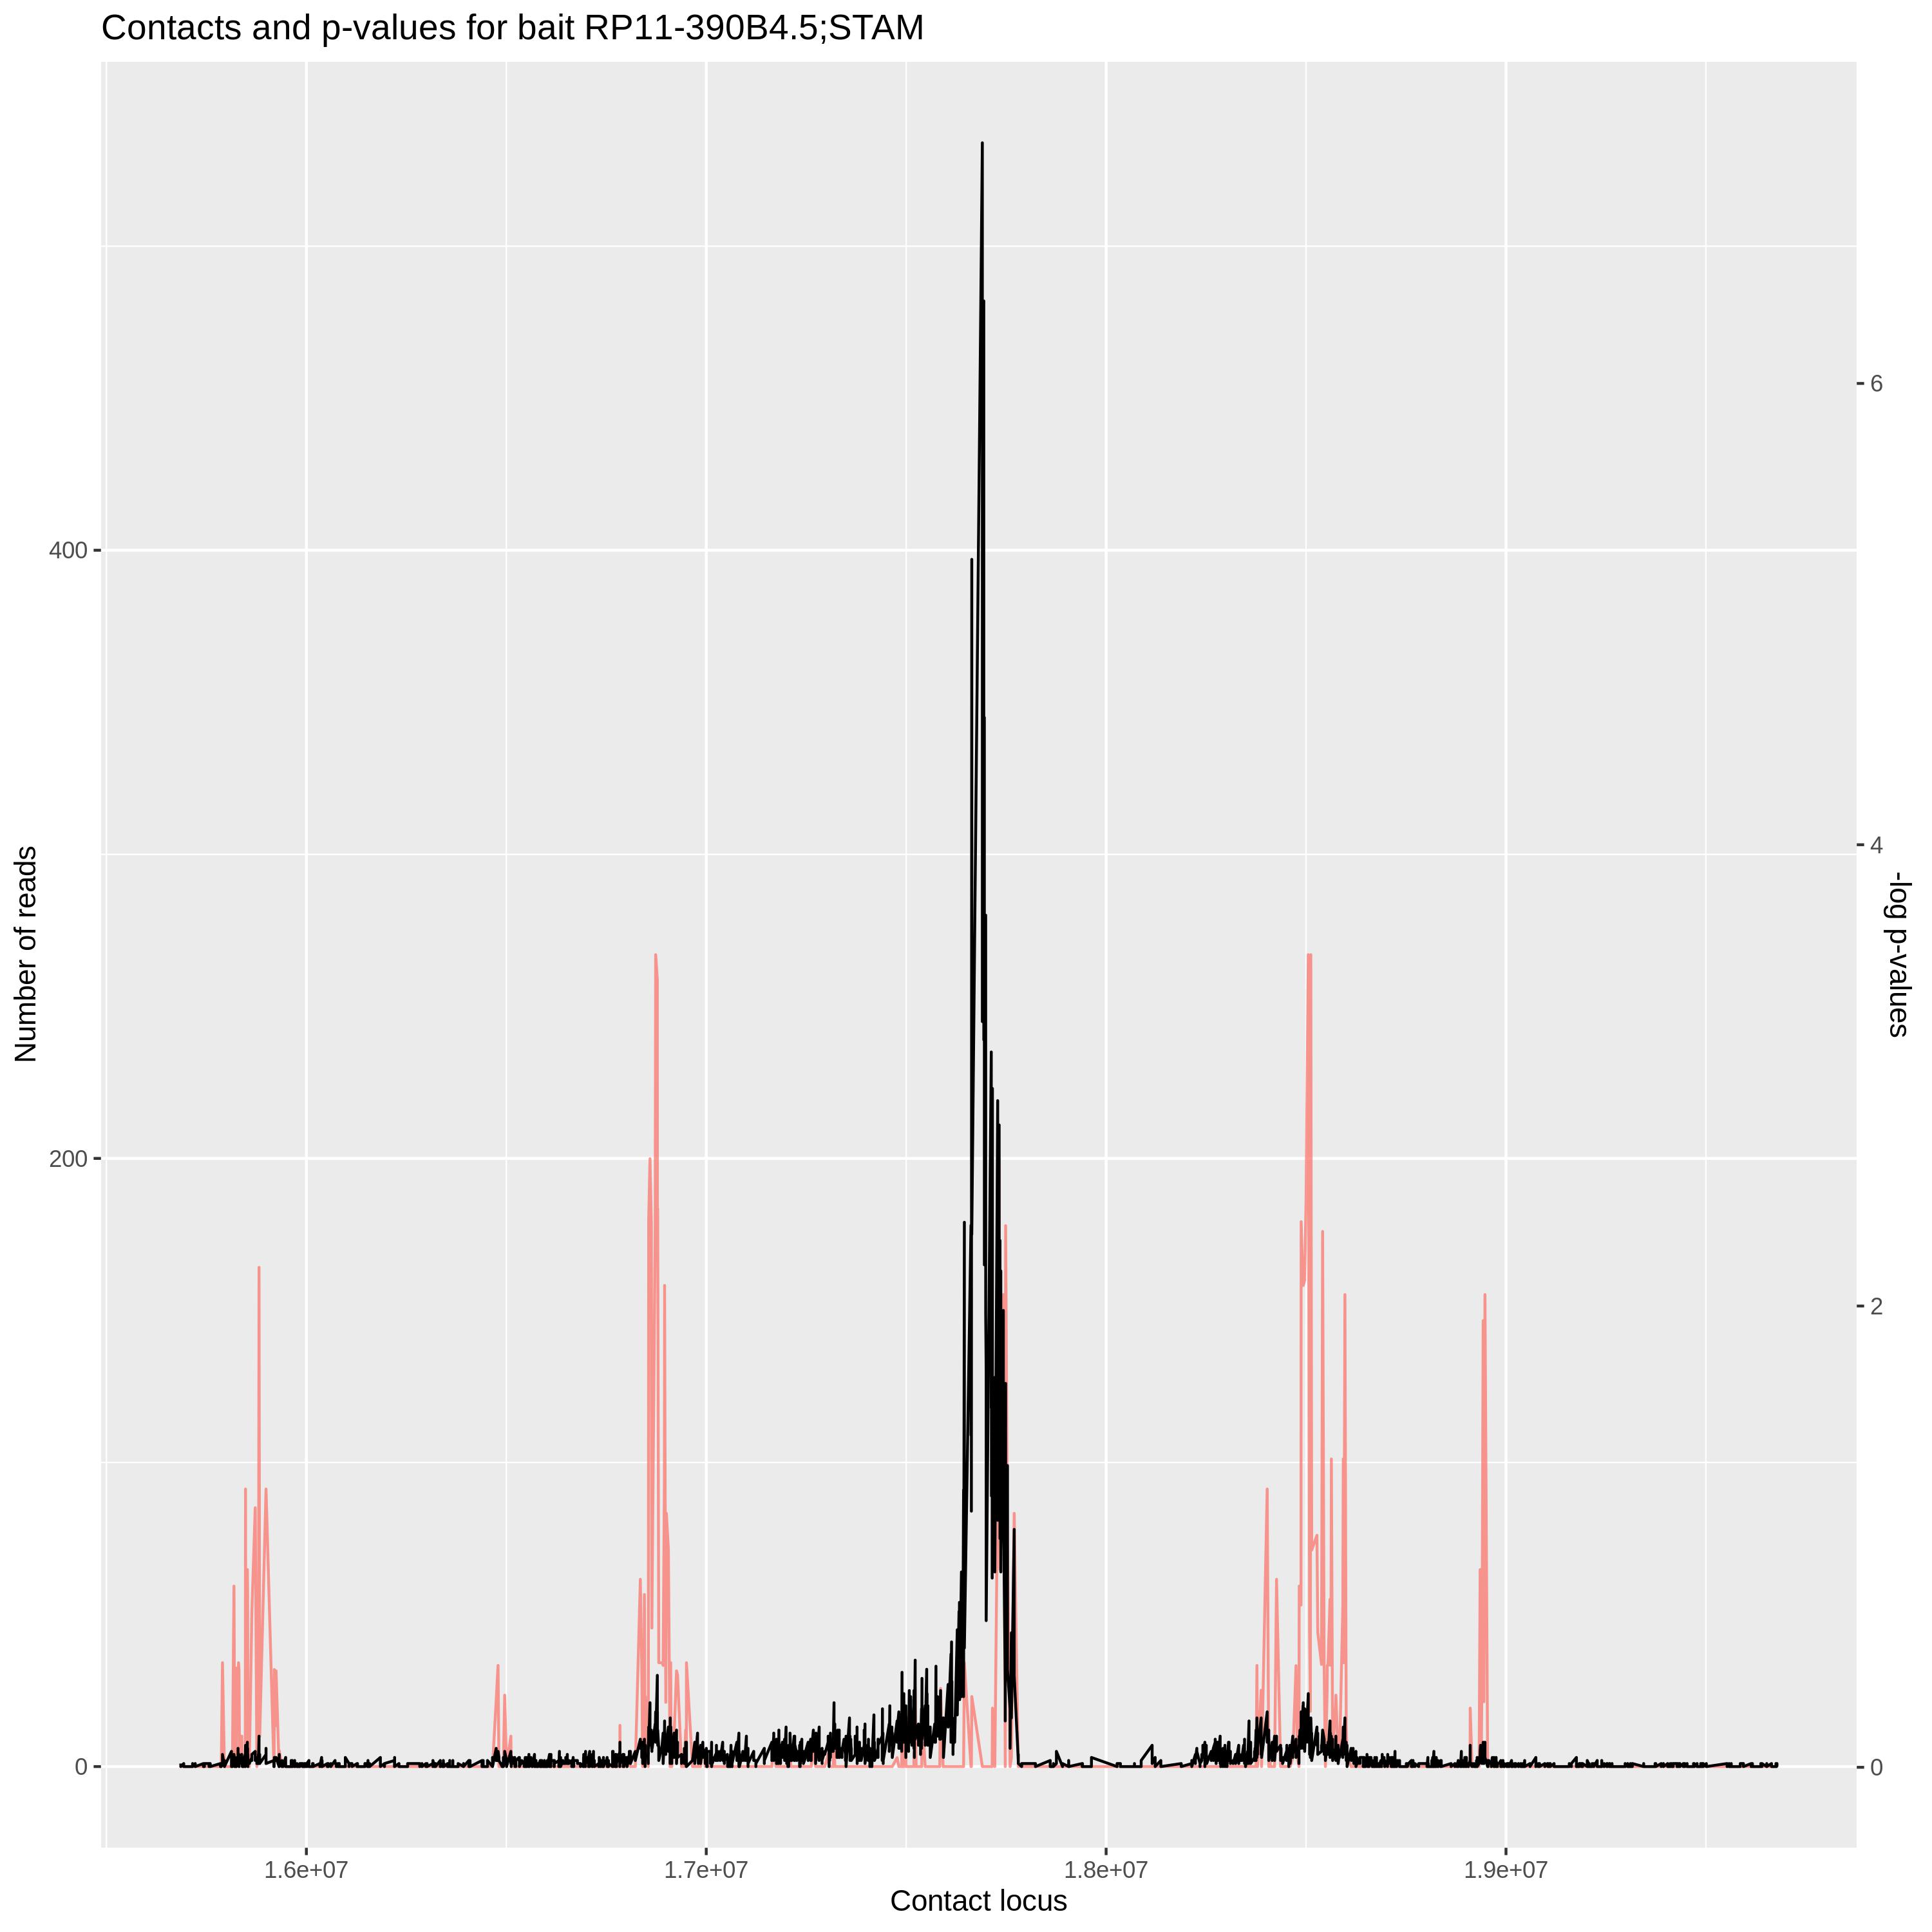 Contacts and p-values for bait RP11-390B4.5;STAM
400
200
0
Number of reads
6
4
2
0
-log p-values
1.6e+07
1.7e+07
1.8e+07
1.9e+07
Contact locus